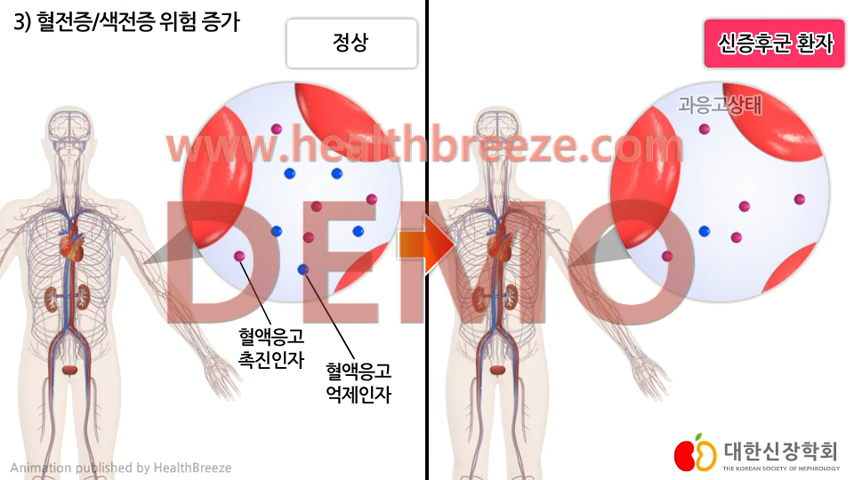 3) 혈전증/색전증 위험 증가
정상
신증후군 환자
과응고상태
www.healthbreeze.com
DEMO
혈액응고
촉진인자
혈액응고
억제인자
Animation published by HealthBreeze
대한신장학회
THE KOREAN SOCIETY OF NEPHROLOGY